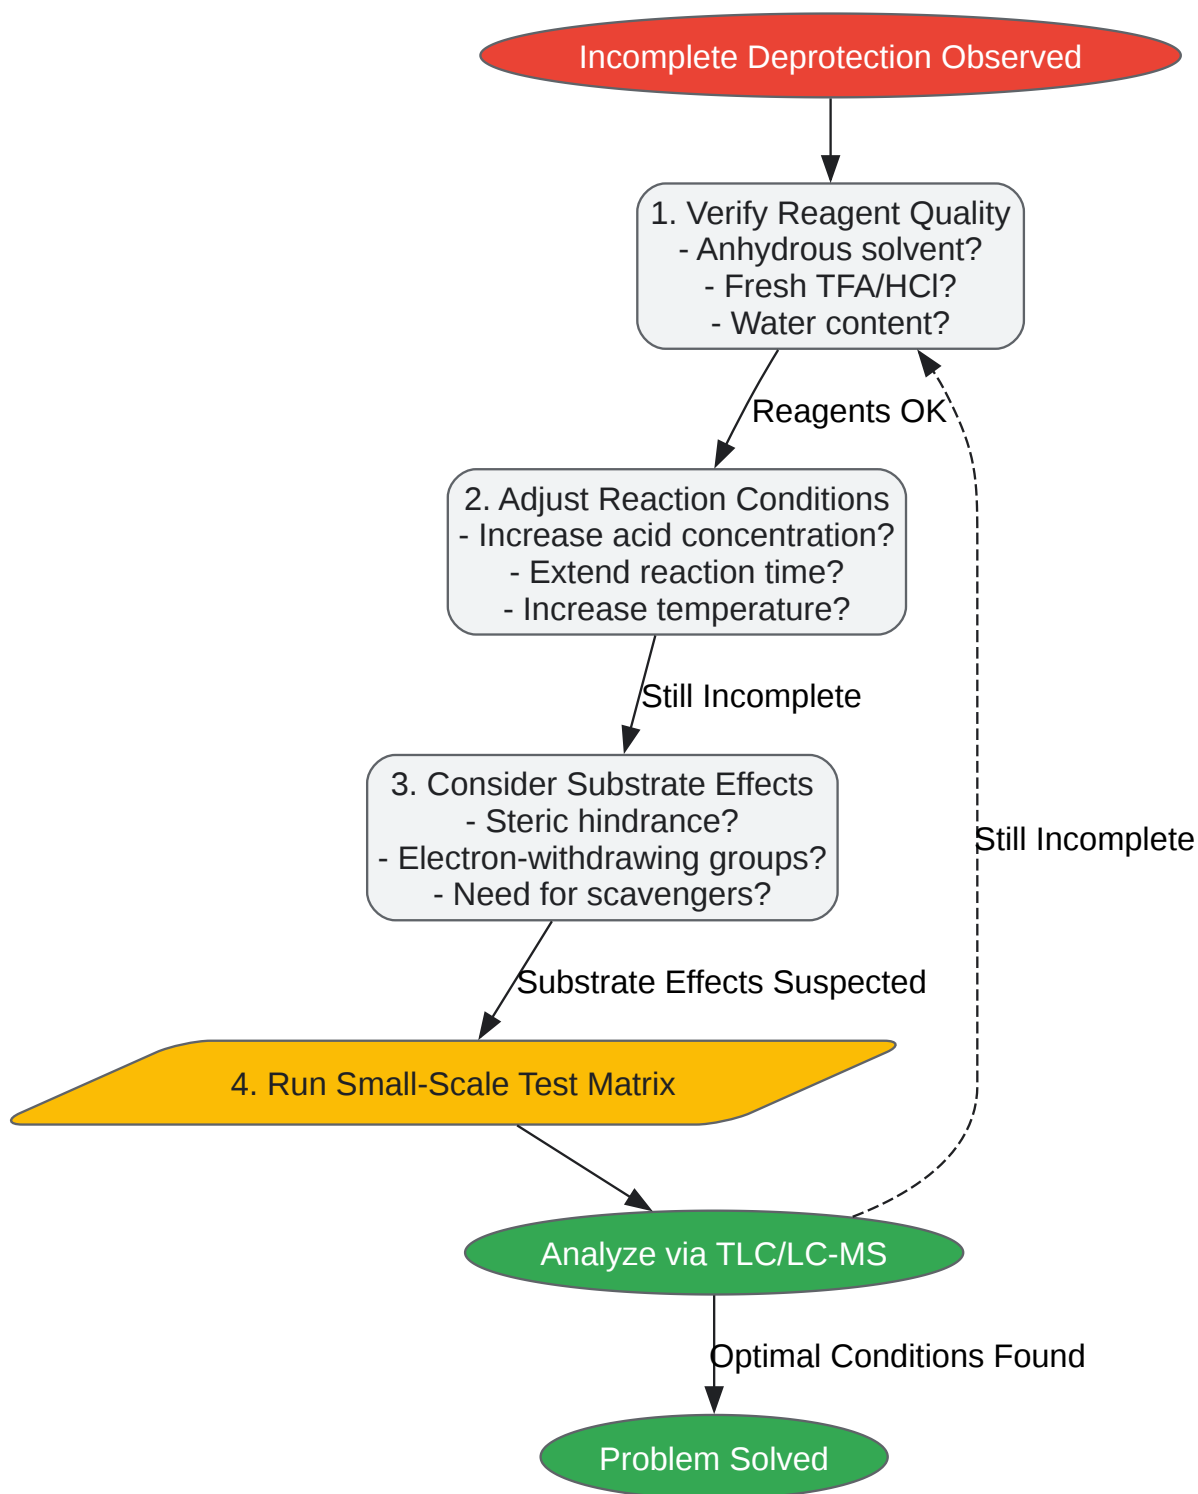 Incomplete Deprotection Observed
1. Verify Reagent Quality
- Anhydrous solvent?
- Fresh TFA/HCl?
- Water content?
Reagents OK
2. Adjust Reaction Conditions
- Increase acid concentration?
- Extend reaction time?
- Increase temperature?
Still Incomplete
3. Consider Substrate Effects
- Steric hindrance?
- Electron-withdrawing groups?
- Need for scavengers?
Still Incomplete
Substrate Effects Suspected
4. Run Small-Scale Test Matrix
Analyze via TLC/LC-MS
Optimal Conditions Found
Problem Solved